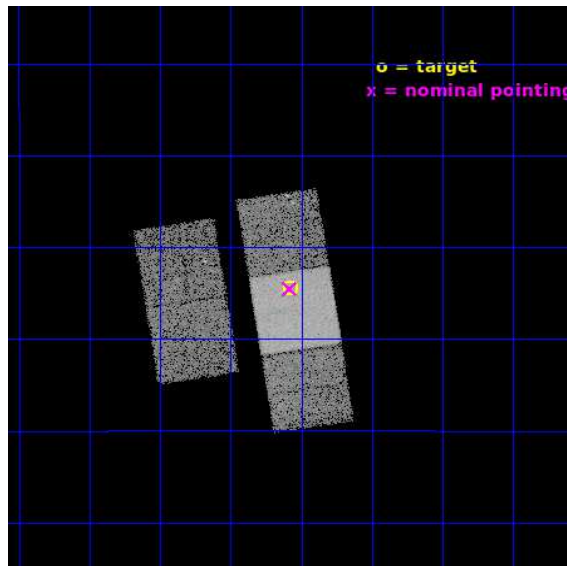 o = target
x = nominal pointing